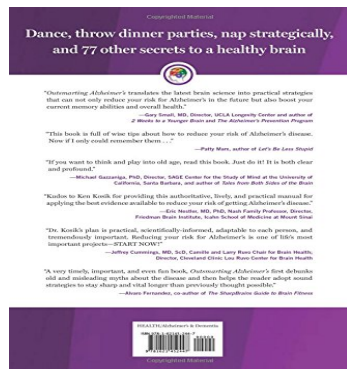 Copyrighted Material
Dance, throw dinner parties, nap strategically,
and 77 other secrets to a healthy brain
"Outsmarting Alzheimer's translates the latest brain science into practical strategies
that can not only reduce your risk for Alzheimer's in the future but also boost your
current memory abilities and overall health."
—Gary Small, MD, Director, UCLA Longevity Center and author of
2 Weeks to a Younger Brain and The Alzheimer's Prevention Program
"This book is full of wise tips about how to reduce your risk of Alzheimer's disease.
Now if I only could remember them . . ."
—Patty Marx, author of Let's Be Less Stupid
"If you want to think and play into old age, read this book. Just do it! It is both clear
and profound."
—Michael Gazzaniga, PhD, Director, SAGE Center for the Study of Mind at the University of
California, Santa Barbara, and author of Tales from Both Sides of the Brain
"Kudos to Ken Kosik for providing this authoritative, lively, and practical manual for
applying the best evidence available to reduce your risk of getting Alzheimer's disease."
—Eric Nestler, MD, PhD, Nash Family Professor, Director,
Friedman Brain Institute, Icahn School of Medicine at Mount Sinai
"Dr. Kosik's plan is practical, scientifically-informed, adaptable to each person, and
tremendously important. Reducing your risk for Alzheimer's is one of life's most
important projects—START NOW!"
—Jeffrey Cummings, MD, ScD, Camille and Larry Ruvo Chair for Brain Health,
Director, Cleveland Clinic Lou Ruvo Center for Brain Health
"A very timely, important, and even fun book, Outsmarting Alzheimer's first debunks
old and misleading myths about the disease and then helps the reader adopt sound
strategies to stay sharp and vital longer than previously thought possible."
—Alvaro Fernandez, co-author of The SharpBrains Guide to Brain Fitness
HEALTH/Alzheimer's & Dementia
Copyrighted Material